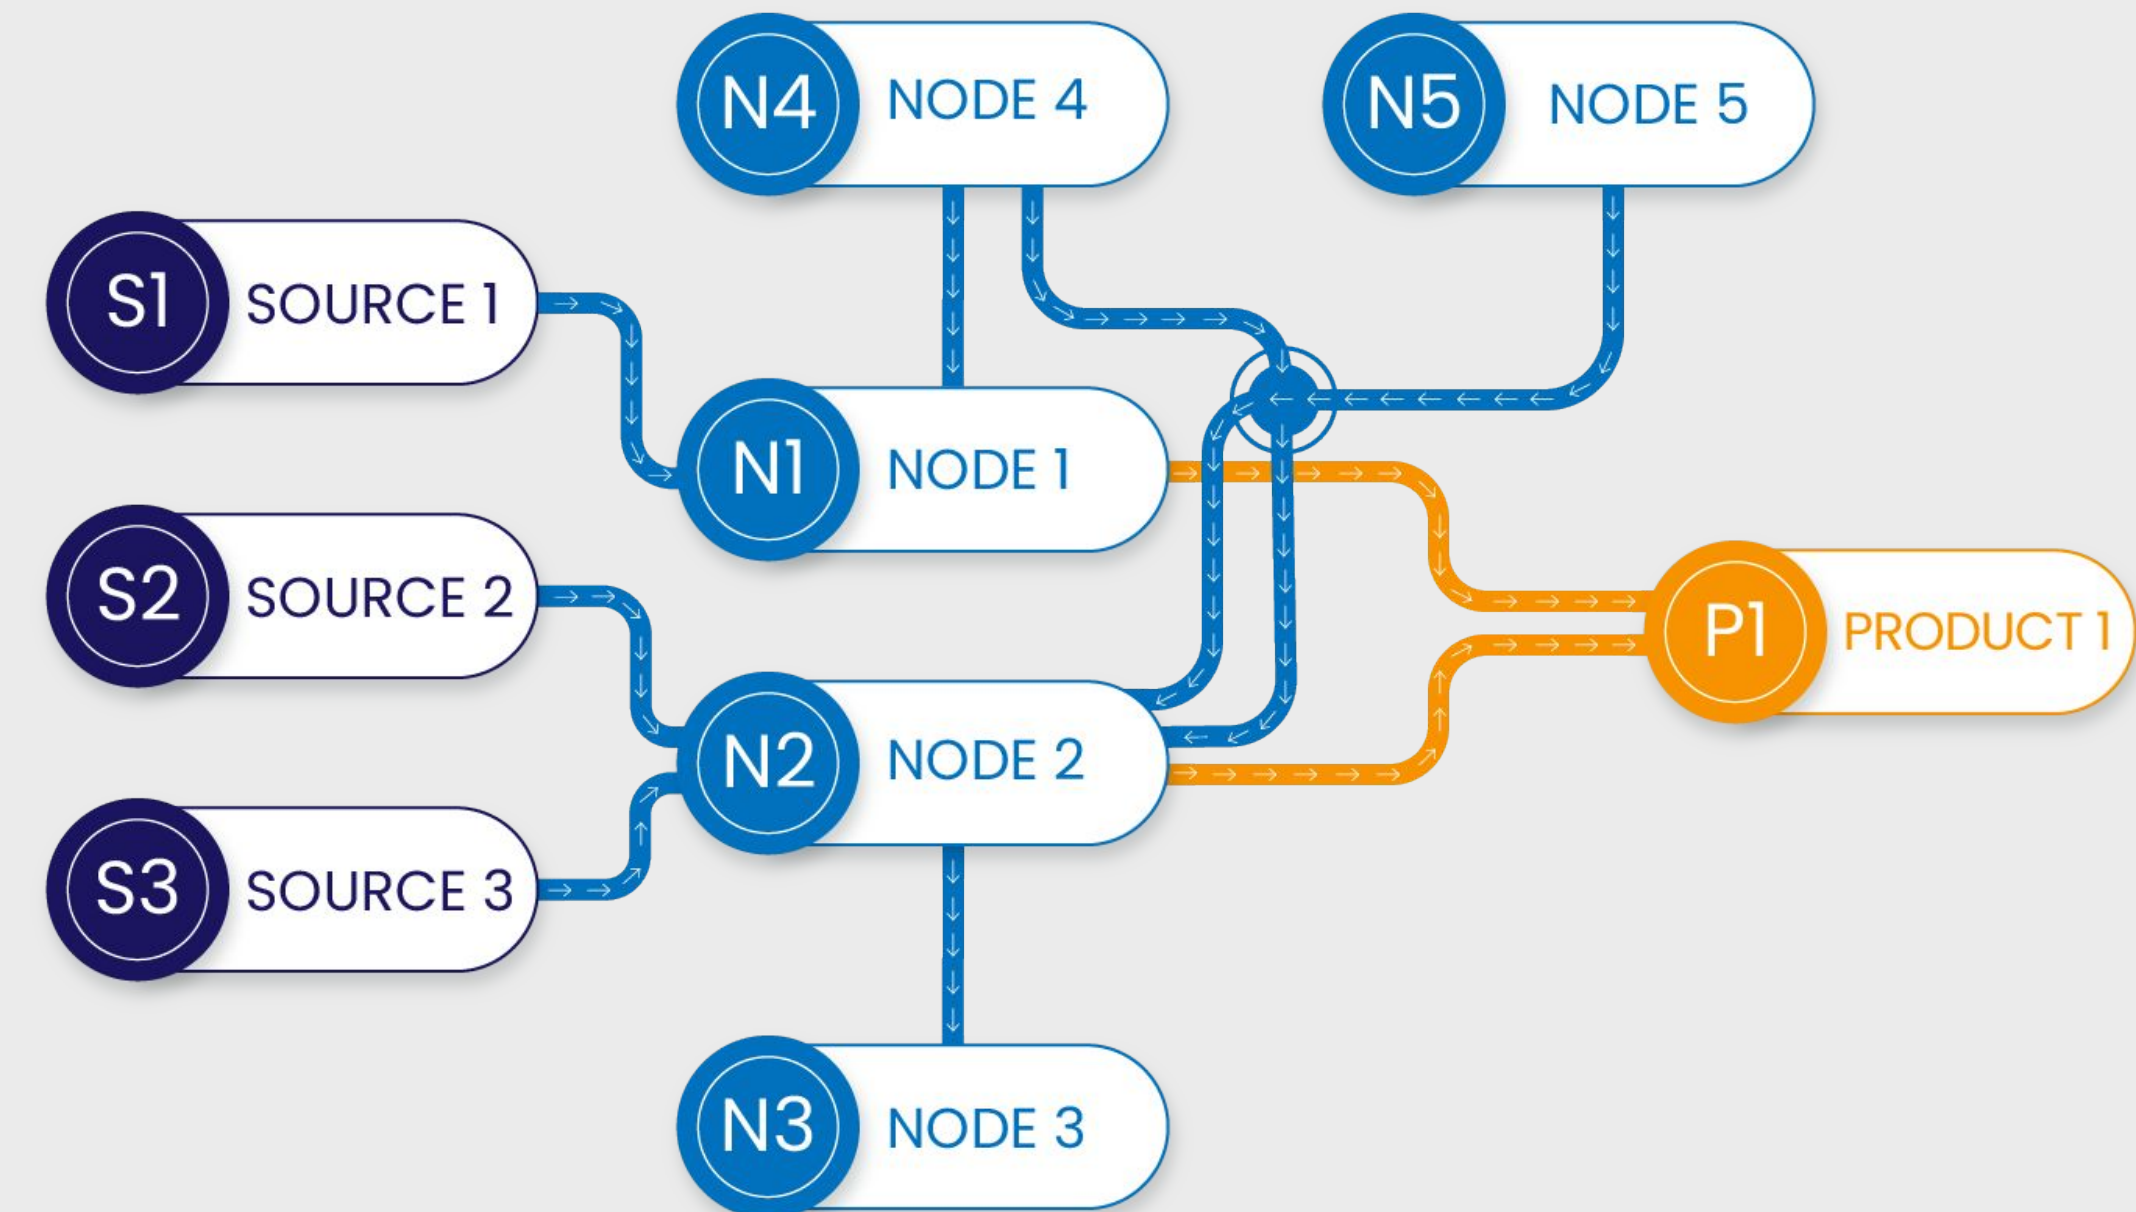 N4 NODE 4
N5 NODE 5
S1 SOURCE 1
N1 NODE 1
S2 SOURCE 2
P1 PRODUCT 1
N2 NODE 2
S3 SOURCE 3
N3 NODE 3